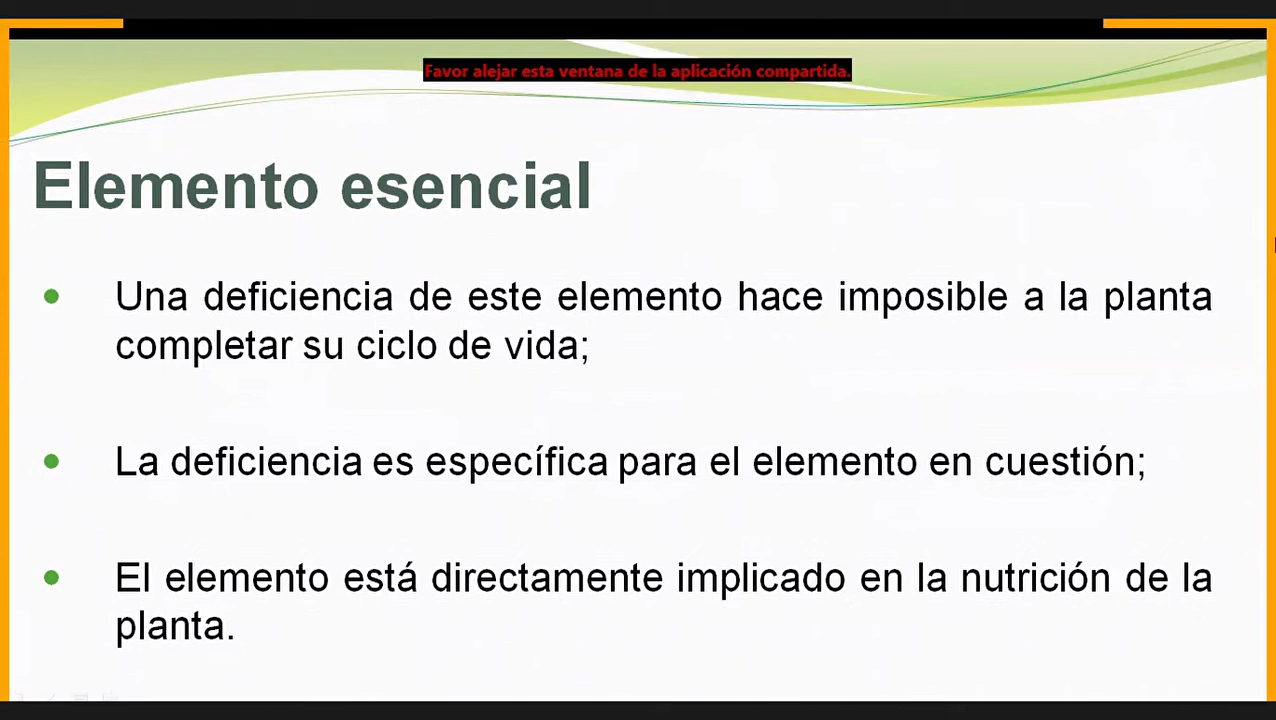 Favor alejar esta ventana de la aplicación compartida.
Elemento esencial
• Una deficiencia de este elemento hace imposible a la planta
completar su ciclo de vida;
• La deficiencia es específica para el elemento en cuestión;
• El elemento está directamente implicado en la nutrición de la
planta.